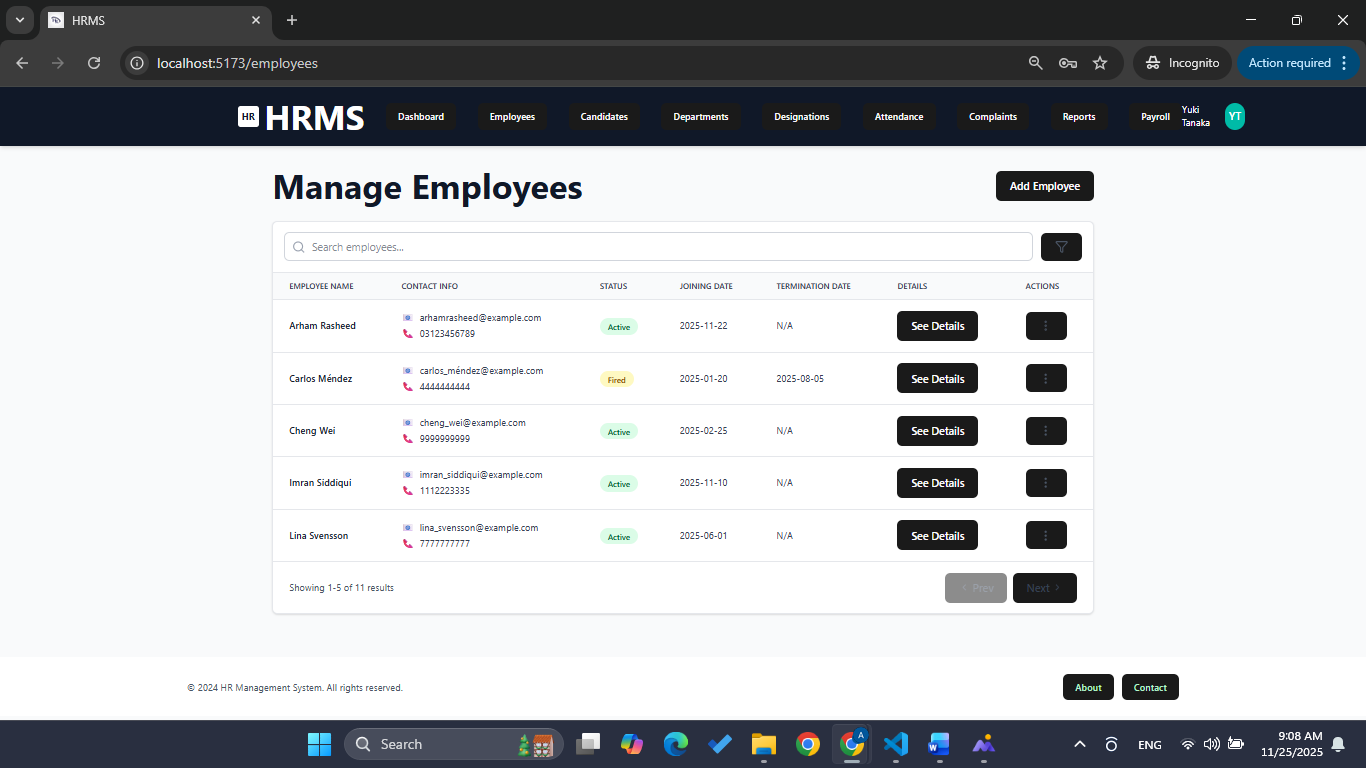 HRMS
localhost:5173/employees
Incognito
Action required
HR HRMS
Dashboard
Employees
Candidates
Departments
Designations
Attendance
Complaints
Reports
Payroll
Yuki
Tanaka
YT
Manage Employees
Add Employee
Search employees...
EMPLOYEE NAME CONTACT INFO STATUS JOINING DATE TERMINATION DATE DETAILS ACTIONS
arhamrasheed@example.com
Arham Rasheed Active 2025-11-22 N/A See Details
03123456789
carlos_méndez@example.com
Carlos Méndez Fired 2025-01-20 2025-08-05 See Details
4444444444
cheng_wei@example.com
Cheng Wei Active 2025-02-25 N/A See Details
9999999999
imran_siddiqui@example.com
Imran Siddiqui Active 2025-11-10 N/A See Details
1112223335
lina_svensson@example.com
Lina Svensson Active 2025-06-01 N/A See Details
7777777777
Showing 1-5 of 11 results
Prev
Next
© 2024 HR Management System. All rights reserved.
About
Contact
Search
A
W
ENG
9:08 AM
11/25/2025